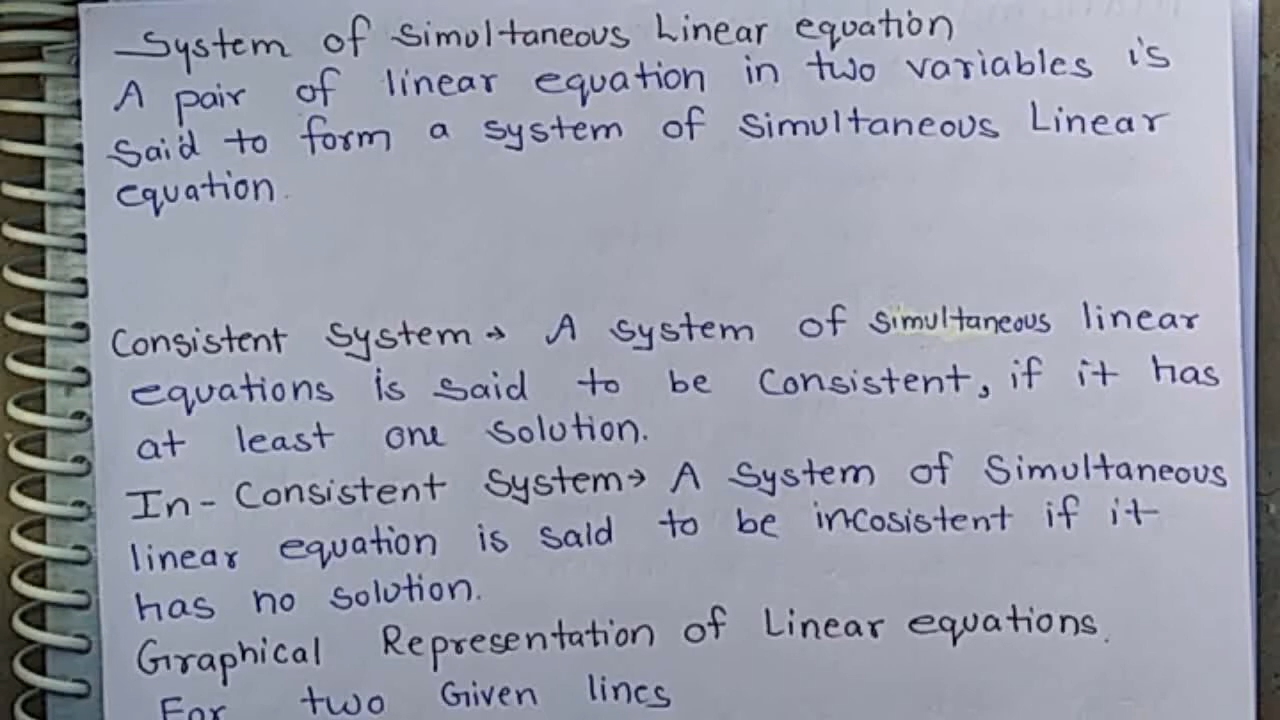 System of simultaneous Linear equation
A pair of linear equation in two variables is
Said to form a system of simultaneous Linear
equation.
Consistent system → A system of simultaneous linear
equations is said to be Consistent, if it has
at least one solution.
In-Consistent System → A System of Simultaneous
linear equation is said to be incosistent if it
has no solution.
Graphical Representation of Linear equations.
For two Given lines